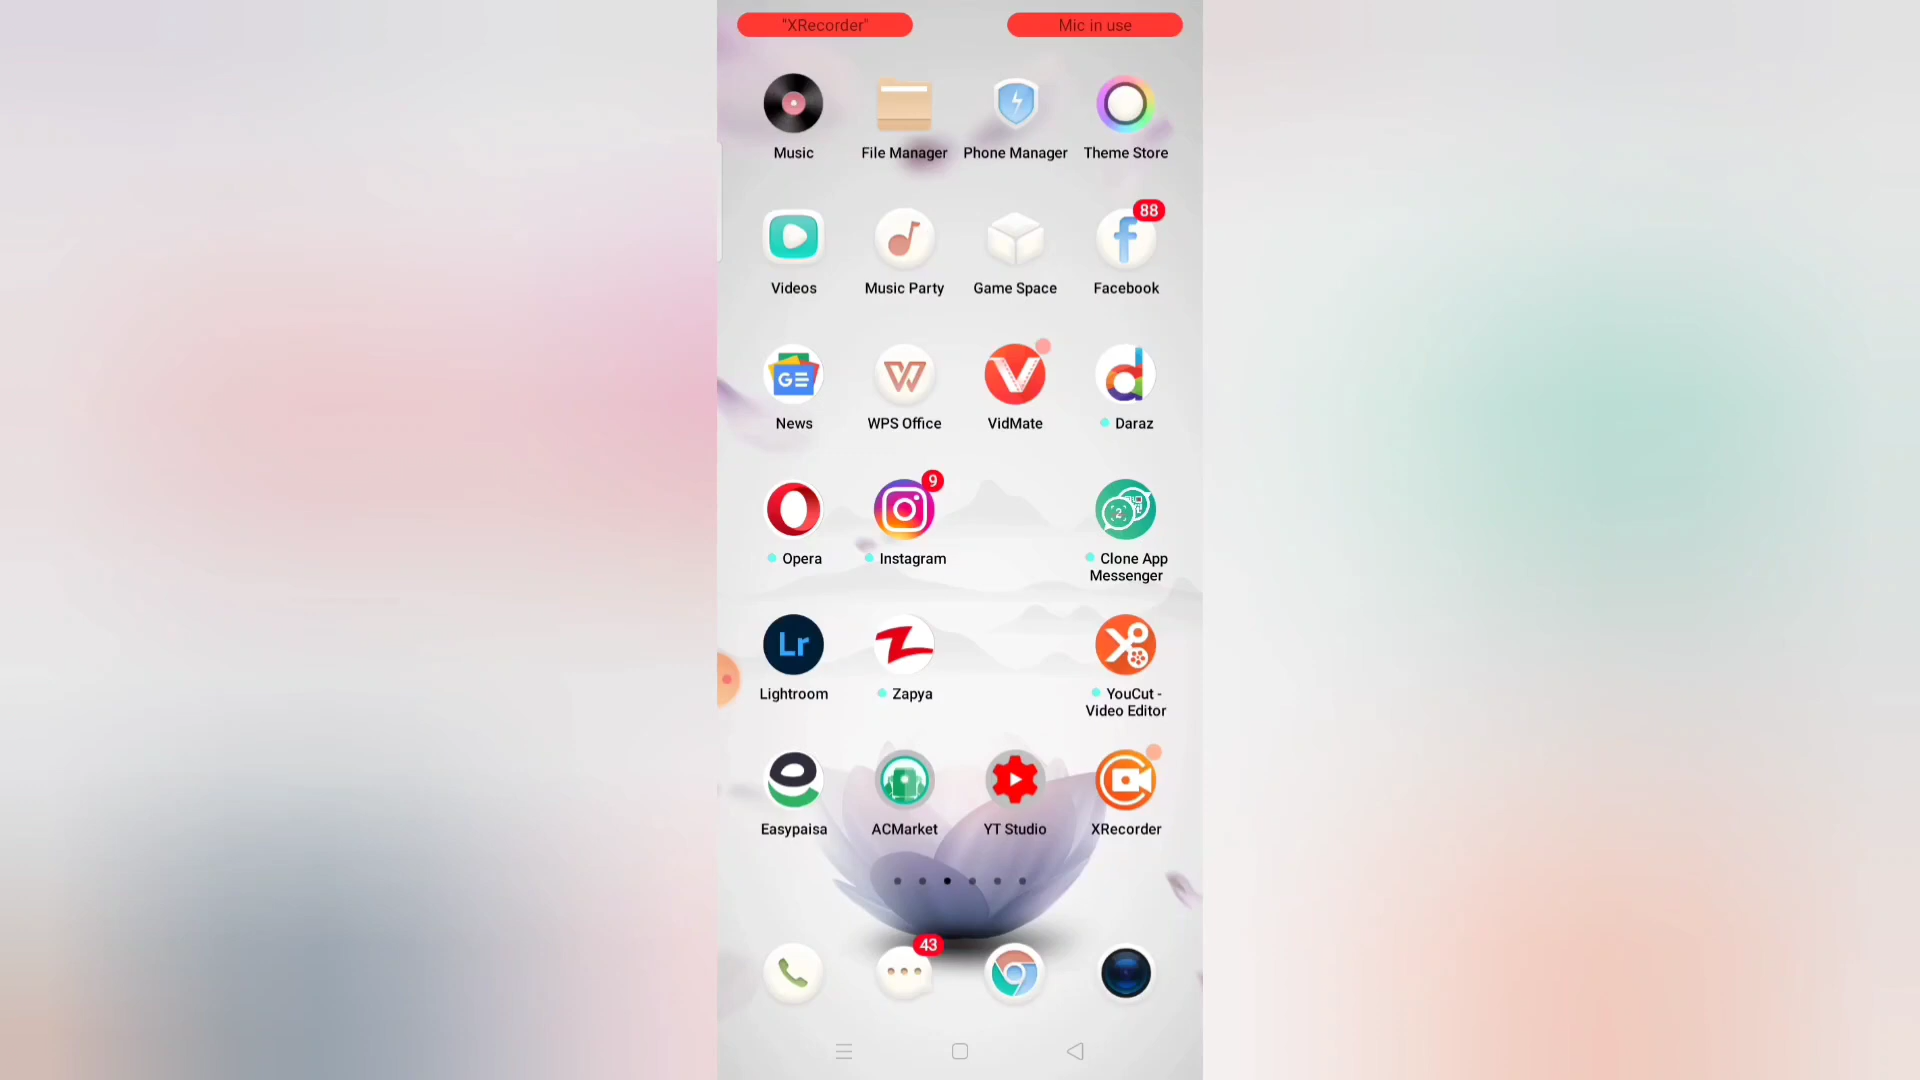 "XRecorder" Mic in use
Music File Manager Phone Manager Theme Store
88
Videos Music Party Game Space Facebook
GE
News WPS Office VidMate Daraz
9
2
Opera Instagram Clone App
Messenger
Lr
Lightroom Zapya YouCut -
Video Editor
Easypaisa ACMarket YT Studio XRecorder
43